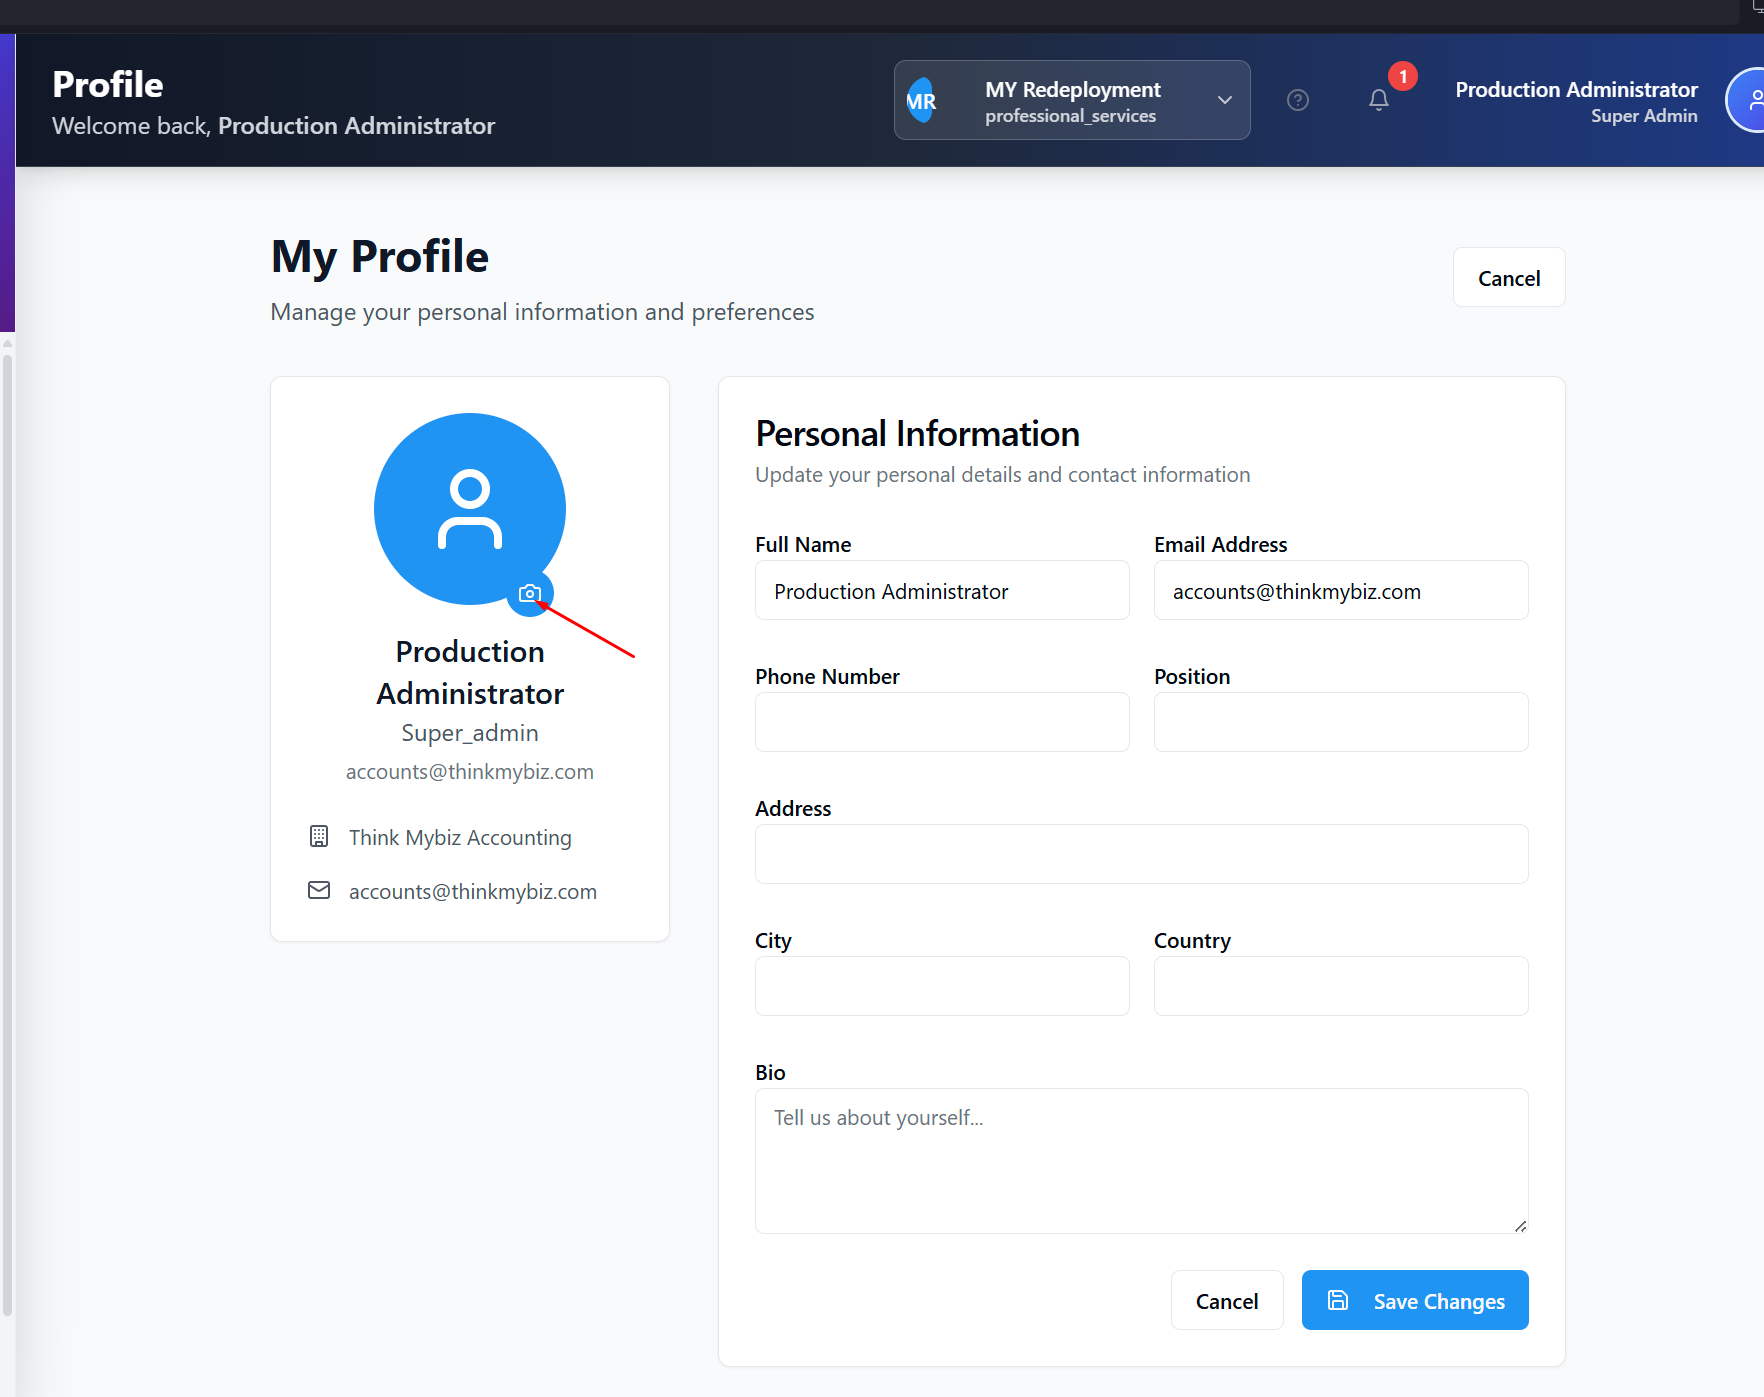 Profile
Welcome back, Production Administrator
MR
MY Redeployment
professional_services
1
Production Administrator
Super Admin
My Profile
Manage your personal information and preferences
Cancel
Production
Administrator
Super_admin
accounts@thinkmybiz.com
Think Mybiz Accounting
accounts@thinkmybiz.com
Personal Information
Update your personal details and contact information
Full Name
Production Administrator
Email Address
accounts@thinkmybiz.com
Phone Number
Position
Address
City
Country
Bio
Tell us about yourself...
Cancel
Save Changes